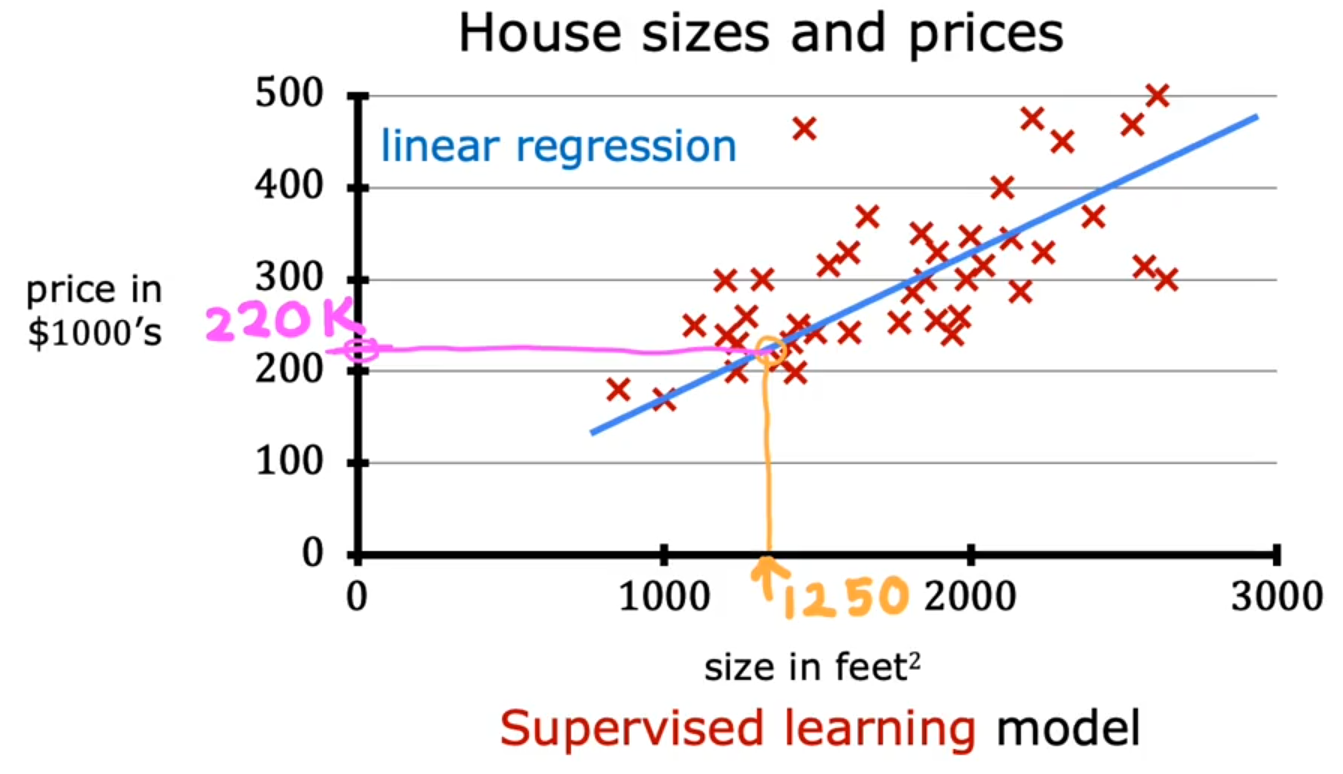 House sizes and prices
500
linear regression
400
300
price in
$1000's
220K
200
100
0
0 1000 1250 2000 3000
size in feet²
Supervised learning model